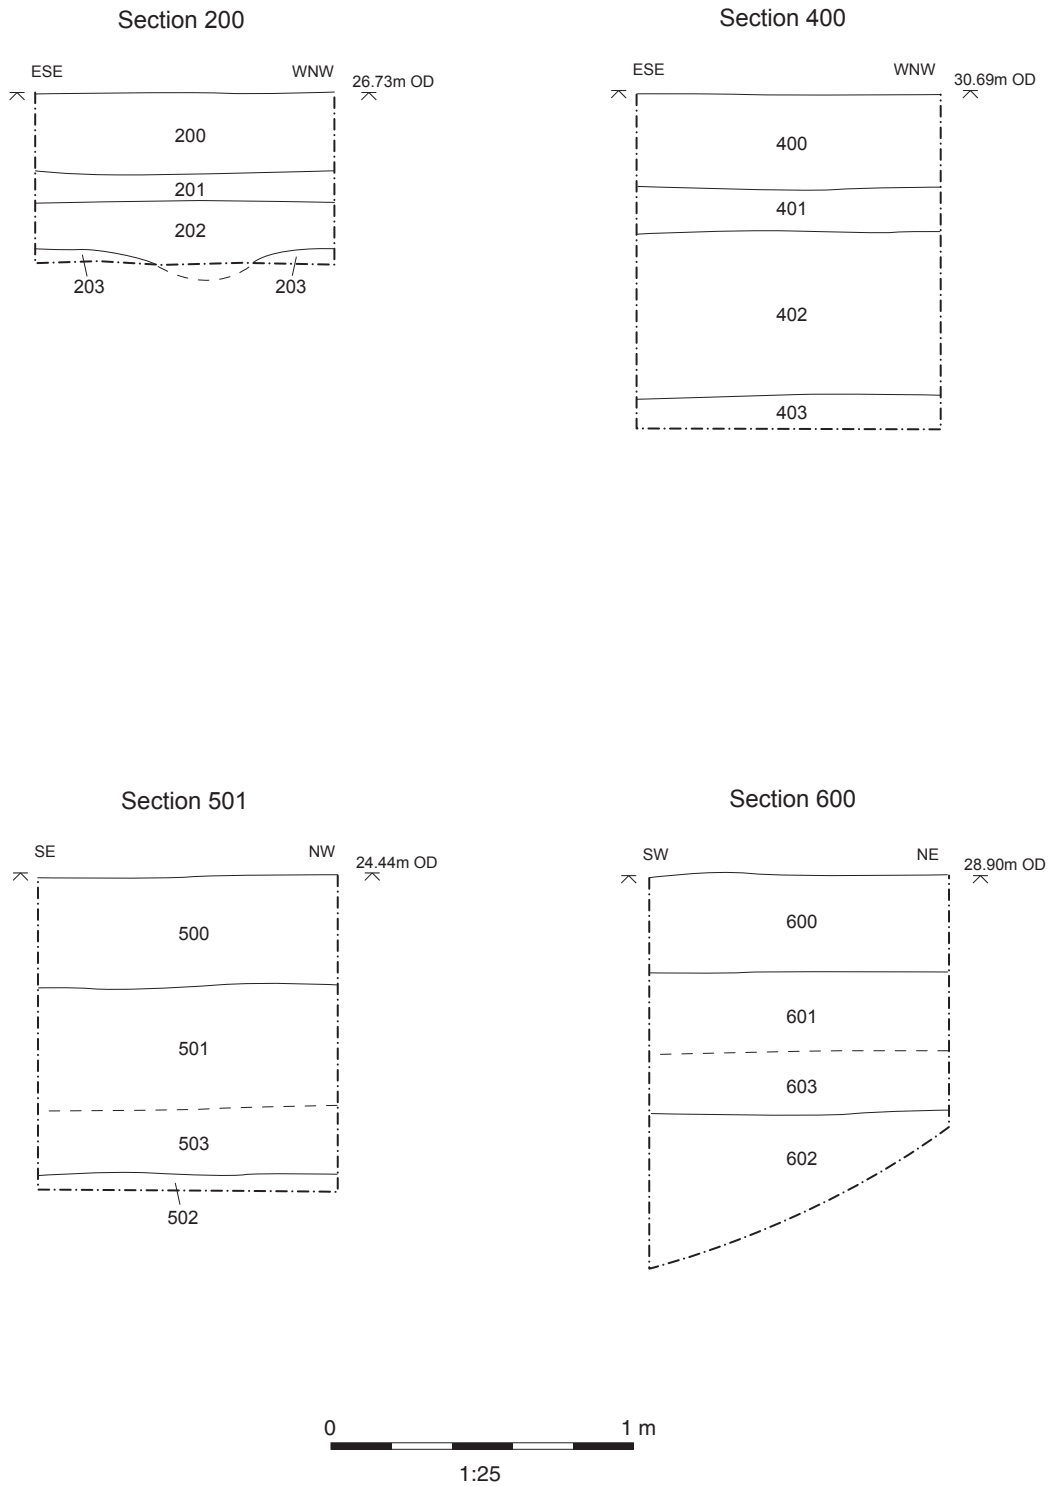 Section 200
ESE WNW 26.73m OD
200
201
202
203 203
Section 400
ESE WNW 30.69m OD
400
401
402
403
Section 501
SE NW 24.44m OD
500
501
503
502
Section 600
SW NE 28.90m OD
600
601
603
602
0 1 m
1:25